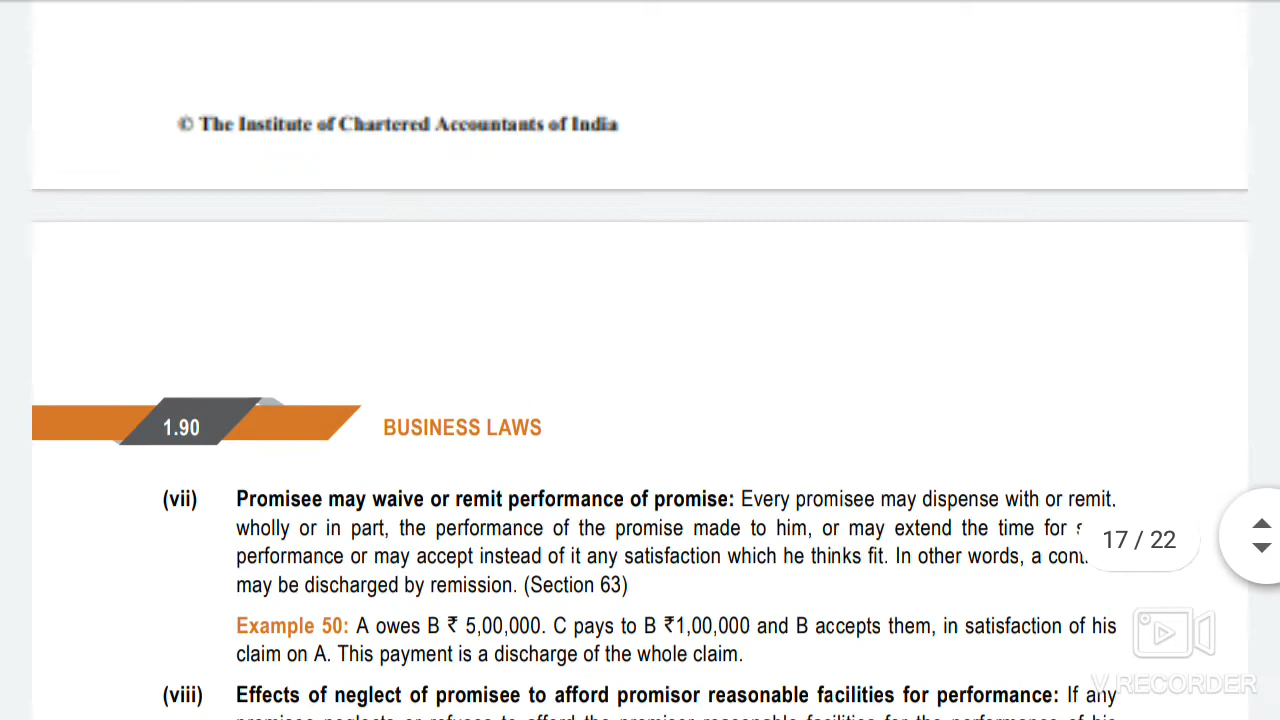 © The Institute of Chartered Accountants of India
1.90
BUSINESS LAWS
(vii) Promisee may waive or remit performance of promise: Every promisee may dispense with or remit,
wholly or in part, the performance of the promise made to him, or may extend the time for
17 / 22
performance or may accept instead of it any satisfaction which he thinks fit. In other words, a
may be discharged by remission. (Section 63)
Example 50: A owes B ₹ 5,00,000. C pays to B ₹1,00,000 and B accepts them, in satisfaction of his
claim on A. This payment is a discharge of the whole claim.
V RECORDER
(viii) Effects of neglect of promisee to afford promisor reasonable facilities for performance: If any